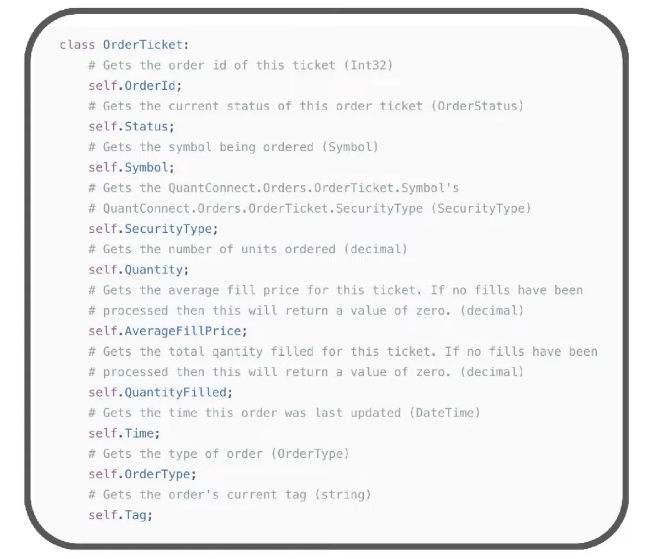 class OrderTicket:
# Gets the order id of this ticket (Int32)
self.OrderId;
# Gets the current status of this order ticket (OrderStatus)
self.Status;
# Gets the symbol being ordered (Symbol)
self.Symbol;
# Gets the QuantConnect.Orders.OrderTicket.Symbol's
# QuantConnect.Orders.OrderTicket.SecurityType (SecurityType)
self.SecurityType;
# Gets the number of units ordered (decimal)
self.Quantity;
# Gets the average fill price for this ticket. If no fills have been
# processed then this will return a value of zero. (decimal)
self.AverageFillPrice;
# Gets the total qantity filled for this ticket. If no fills have been
# processed then this will return a value of zero. (decimal)
self.QuantityFilled;
# Gets the time this order was last updated (DateTime)
self.Time;
# Gets the type of order (OrderType)
self.OrderType;
# Gets the order's current tag (string)
self.Tag;